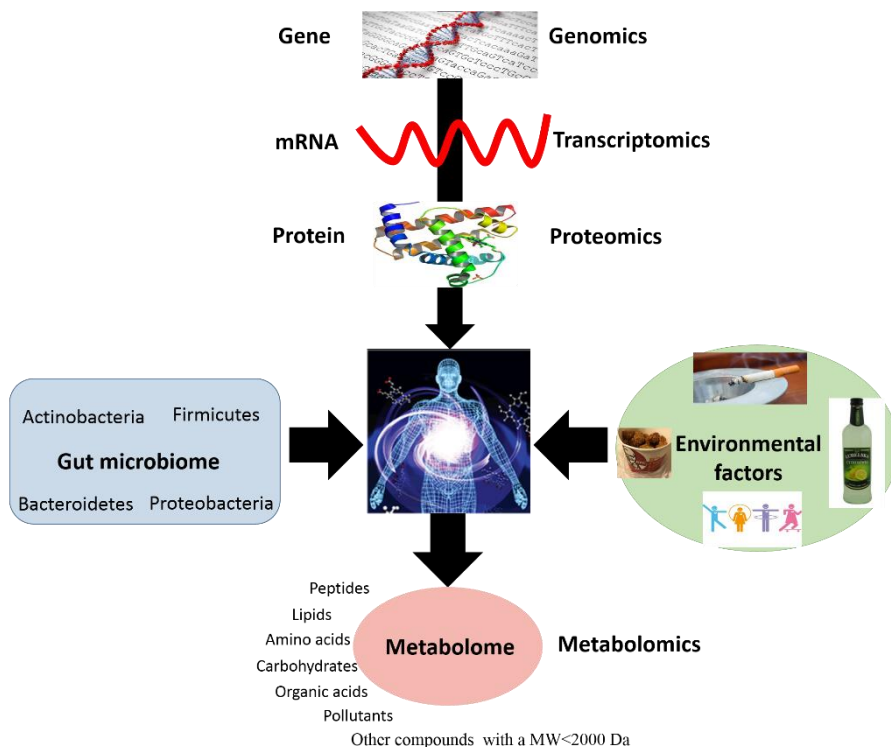 Gene
Genomics
mRNA
Transcriptomics
Protein
Proteomics
Actinobacteria
Firmicutes
Gut microbiome
Bacteroidetes
Proteobacteria
Environmental
factors
Peptides
Lipids
Amino acids
Carbohydrates
Organic acids
Pollutants
Metabolome
Metabolomics
Other compounds with a MW<2000 Da